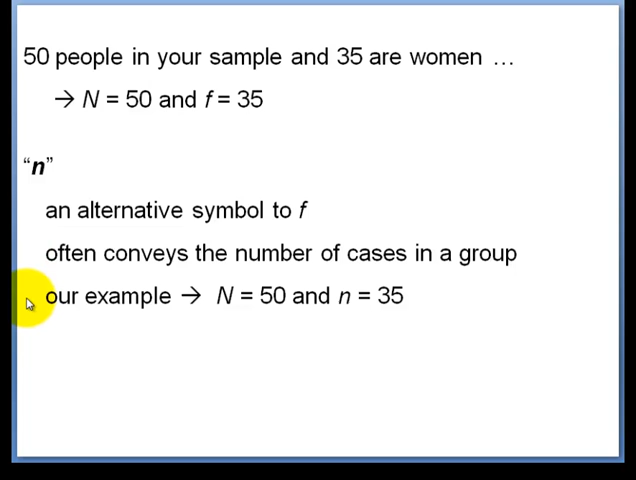 50 people in your sample and 35 are women …
→ N = 50 and f = 35
“n”
an alternative symbol to f
often conveys the number of cases in a group
our example → N = 50 and n = 35